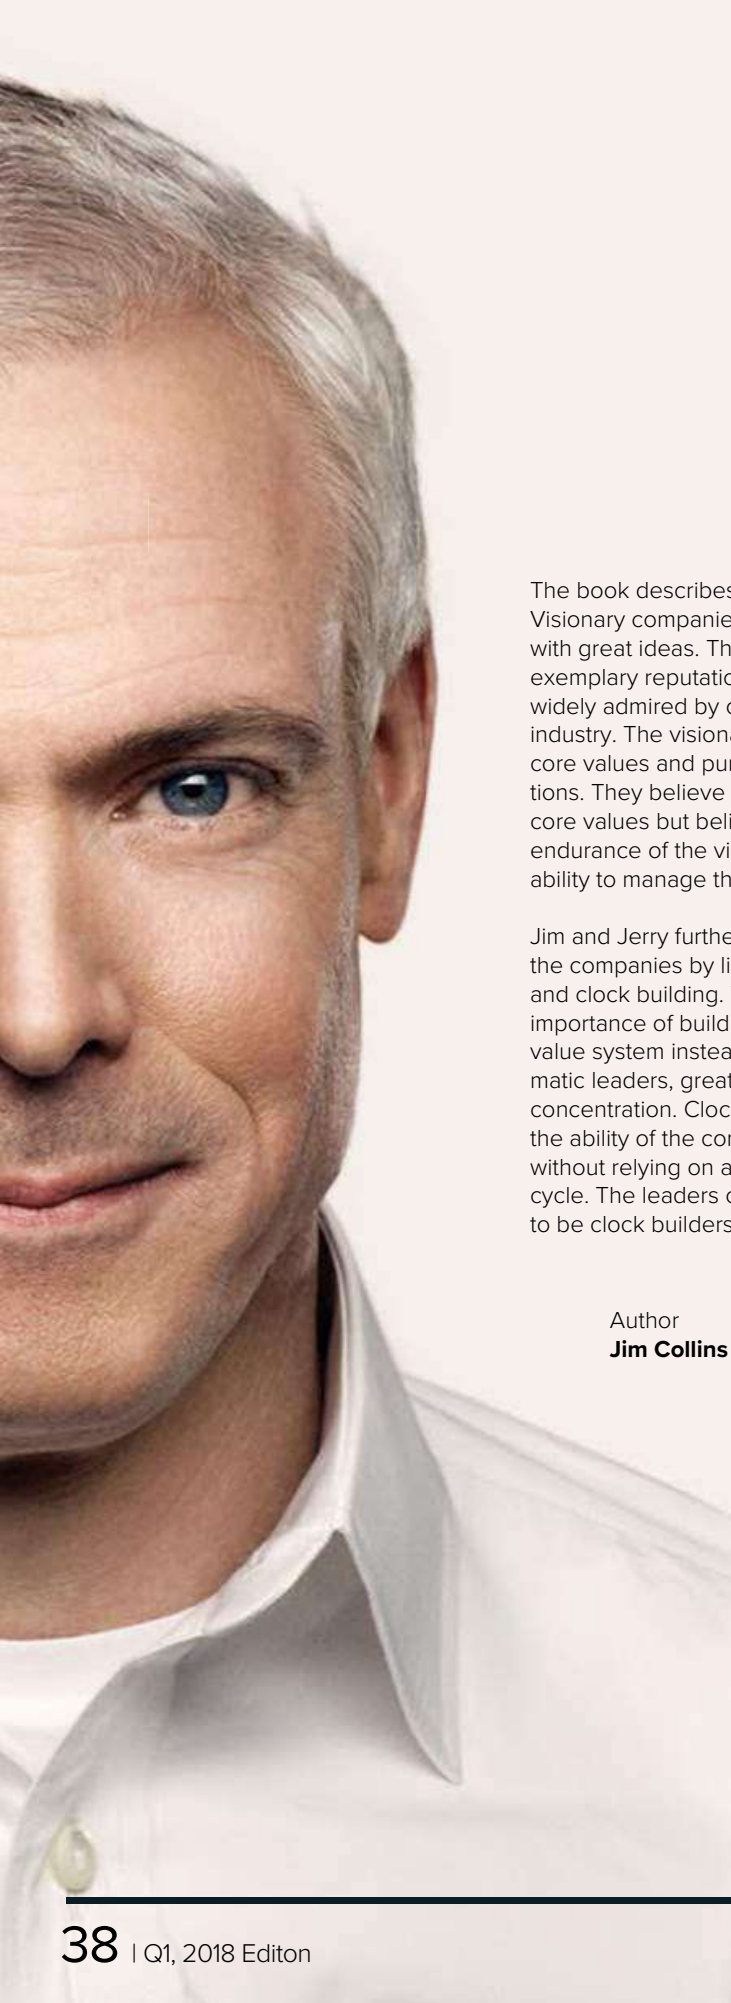 The book describes
Visionary companie
with great ideas. Th
exemplary reputatio
widely admired by o
industry. The vision
core values and pur
tions. They believe
core values but beli
endurance of the vi
ability to manage th
Jim and Jerry furthe
the companies by li
and clock building.
importance of build
value system instea
matic leaders, great
concentration. Cloc
the ability of the co
without relying on a
cycle. The leaders o
to be clock builders
Author
Jim Collins
38 | Q1, 2018 Editon